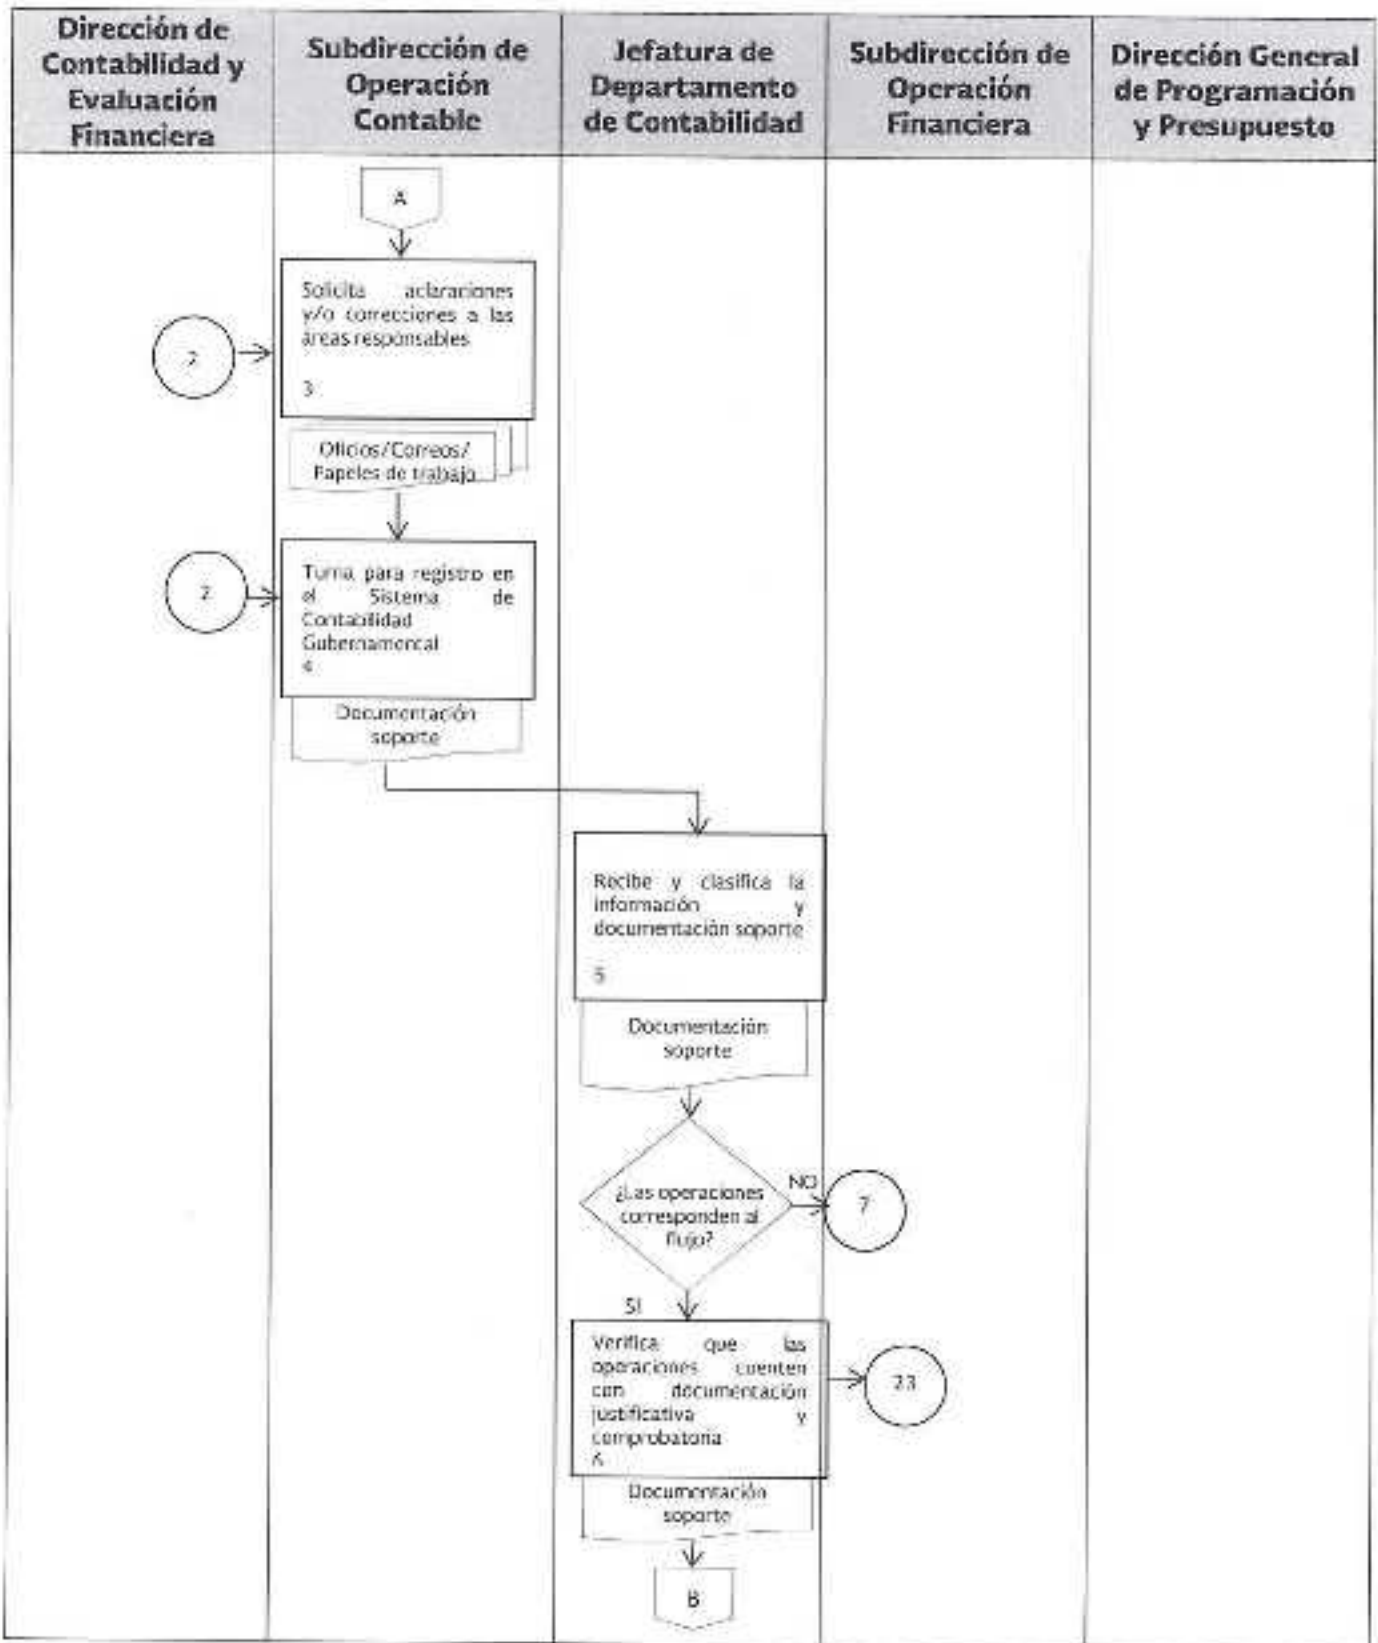 Dirección de
Contabilidad y
Evaluación
Financiera
Subdirección de
Operación
Contable
Jefatura de
Departamento
de Contabilidad
Subdirección de
Operación
Financiera
Dirección General
de Programación
y Presupuesto
A
Solicita aclaraciones
y/o correcciones a las
áreas responsables
3
2
Oficios/Correos/
Papeles de trabajo
Turna para registro en
el Sistema de
Contabilidad
Gubernamental
4
2
Documentación
soporte
Recibe y clasifica la
información y
documentación soporte
5
Documentación
soporte
¿Las operaciones
corresponden al
flujo?
NO
7
SI
Verifica que las
operaciones cuenten
con documentación
justificativa y
comprobatoria
6
23
Documentación
soporte
B